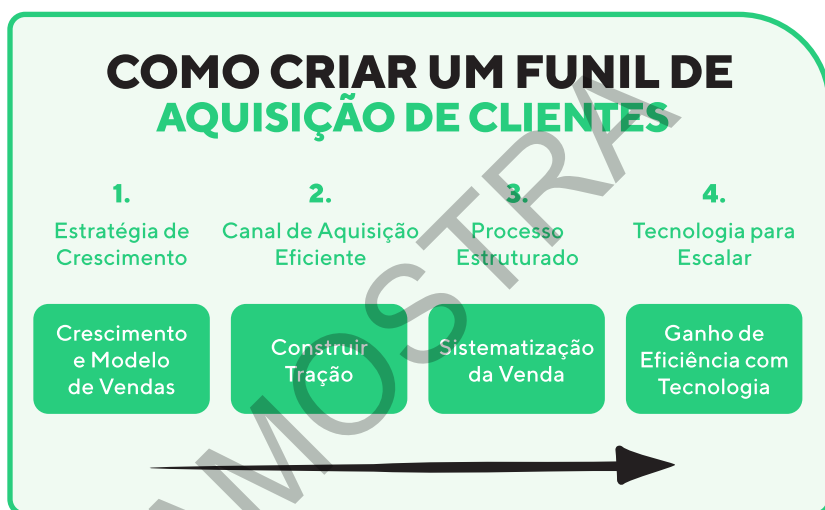 COMO CRIAR UM FUNIL DE
AQUISIÇÃO DE CLIENTES
1.
Estratégia de
Crescimento
2.
Canal de Aquisição
Eficiente
3.
Processo
Estruturado
4.
Tecnologia para
Escalar
Crescimento
e Modelo
de Vendas
Construir
Tração
Sistematização
da Venda
Ganho de
Eficiência com
Tecnologia
AMOSTRA